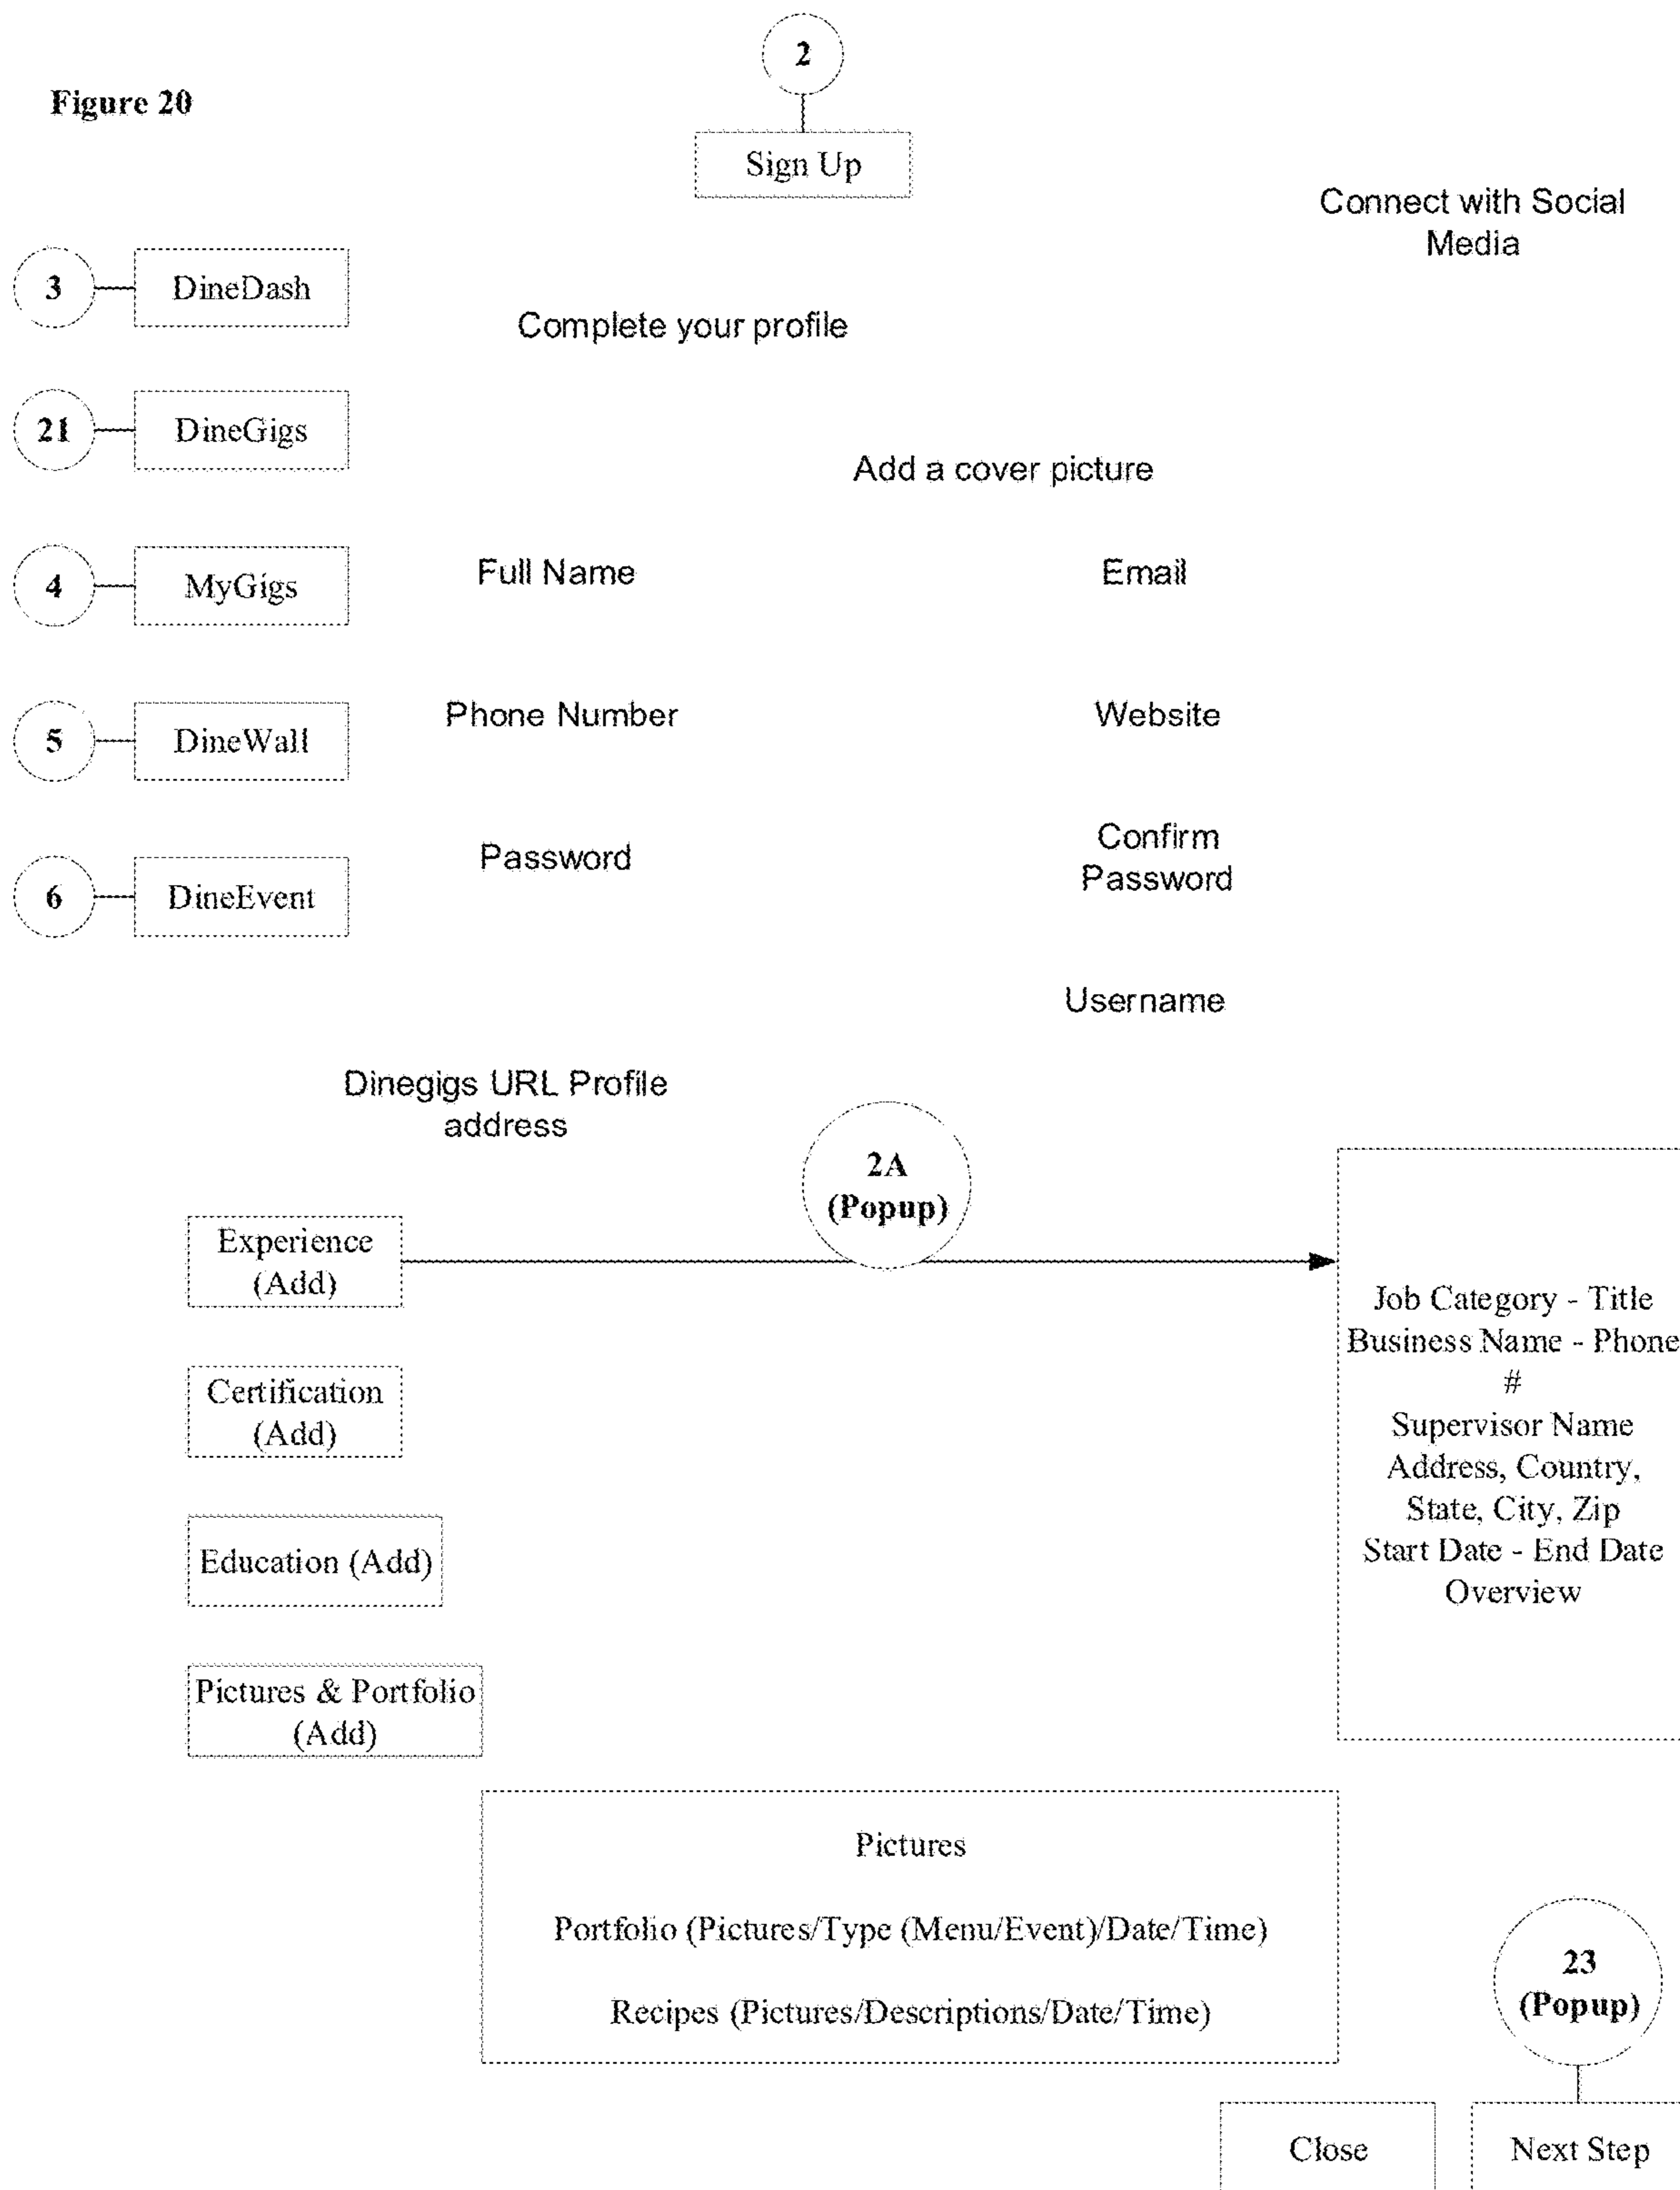 2
Figure 20
Sign Up
Connect with Social
Media
3
DineDash
Complete your profile
21
DineGigs
Add a cover picture
4
MyGigs
Full Name
Email
5
DineWall
Phone Number
Website
Password
Confirm
Password
6
DineEvent
Username
Dinegigs URL Profile
address
2A
(Popup)
Experience
(Add)
Job Category - Title
Business Name - Phone
#
Supervisor Name
Address, Country,
State, City, Zip
Start Date - End Date
Overview
Certification
(Add)
Education (Add)
Pictures & Portfolio
(Add)
Pictures
Portfolio (Pictures/Type (Menu/Event)/Date/Time)
Recipes (Pictures/Descriptions/Date/Time)
23
(Popup)
Close
Next Step